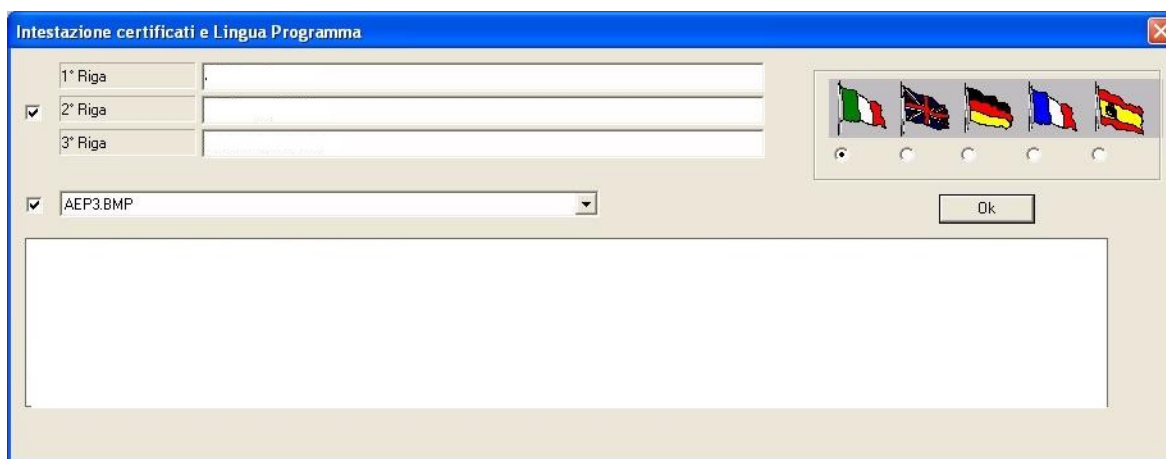 Intestazione certificati e Lingua Programma
1° Riga
2° Riga
3° Riga
AEP3.BMP
Ok